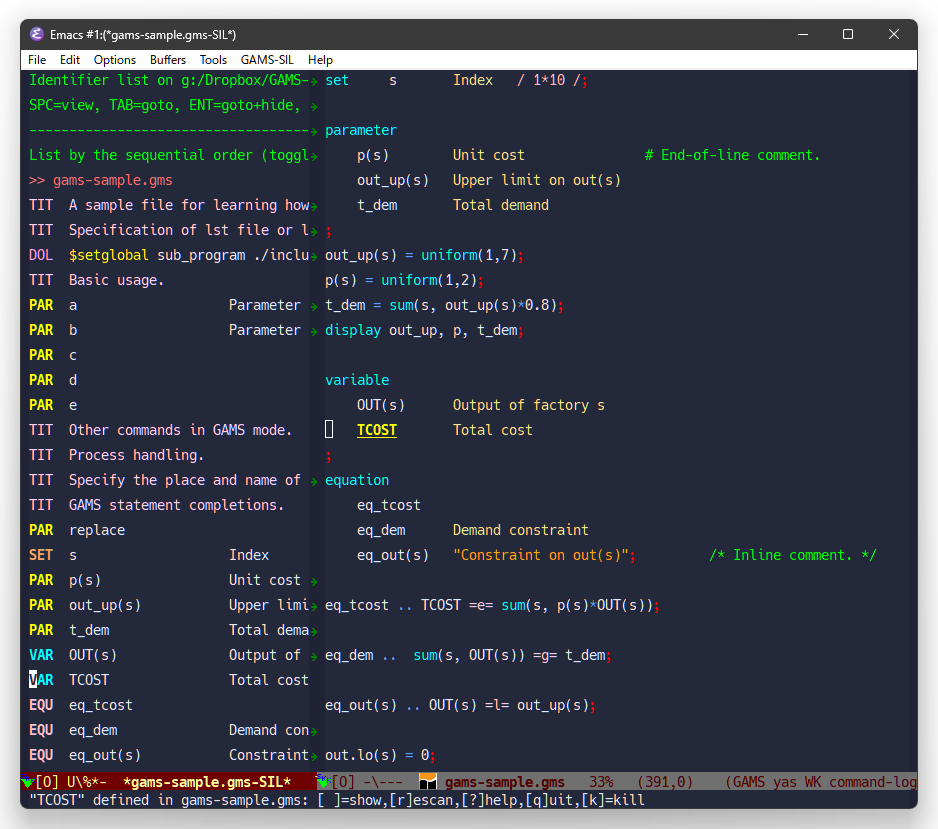 Emacs #1:(*gams-sample.gms-SIL*)
File Edit Options Buffers Tools GAMS-SIL Help
Identifier list on g:/Dropbox/GAMS-
SPC=view, TAB=goto, ENT=goto+hide,
-----------------------------------
List by the sequential order (toggl
>> gams-sample.gms
TIT A sample file for learning how
TIT Specification of lst file or l
DOL $setglobal sub_program ./inclu
TIT Basic usage.
PAR a Parameter
PAR b Parameter
PAR c
PAR d
PAR e
TIT Other commands in GAMS mode.
TIT Process handling.
TIT Specify the place and name of
TIT GAMS statement completions.
PAR replace
SET s Index
PAR p(s) Unit cost
PAR out_up(s) Upper limi
PAR t_dem Total dema
VAR OUT(s) Output of
VAR TCOST Total cost
EQU eq_tcost
EQU eq_dem Demand con
EQU eq_out(s) Constraint
[O] U\%*- *gams-sample.gms-SIL*
set s Index / 1*10 /;
parameter
p(s) Unit cost # End-of-line comment.
out_up(s) Upper limit on out(s)
t_dem Total demand
;
out_up(s) = uniform(1,7);
p(s) = uniform(1,2);
t_dem = sum(s, out_up(s)*0.8);
display out_up, p, t_dem;
variable
OUT(s) Output of factory s
TCOST Total cost
;
equation
eq_tcost
eq_dem Demand constraint
eq_out(s) "Constraint on out(s)"; /* Inline comment. */
eq_tcost .. TCOST =e= sum(s, p(s)*OUT(s));
eq_dem .. sum(s, OUT(s)) =g= t_dem;
eq_out(s) .. OUT(s) =l= out_up(s);
out.lo(s) = 0;
[O] -\--- gams-sample.gms 33% (391,0) (GAMS yas WK command-log
"TCOST" defined in gams-sample.gms: [ ]=show,[r]escan,[?]help,[q]uit,[k]=kill